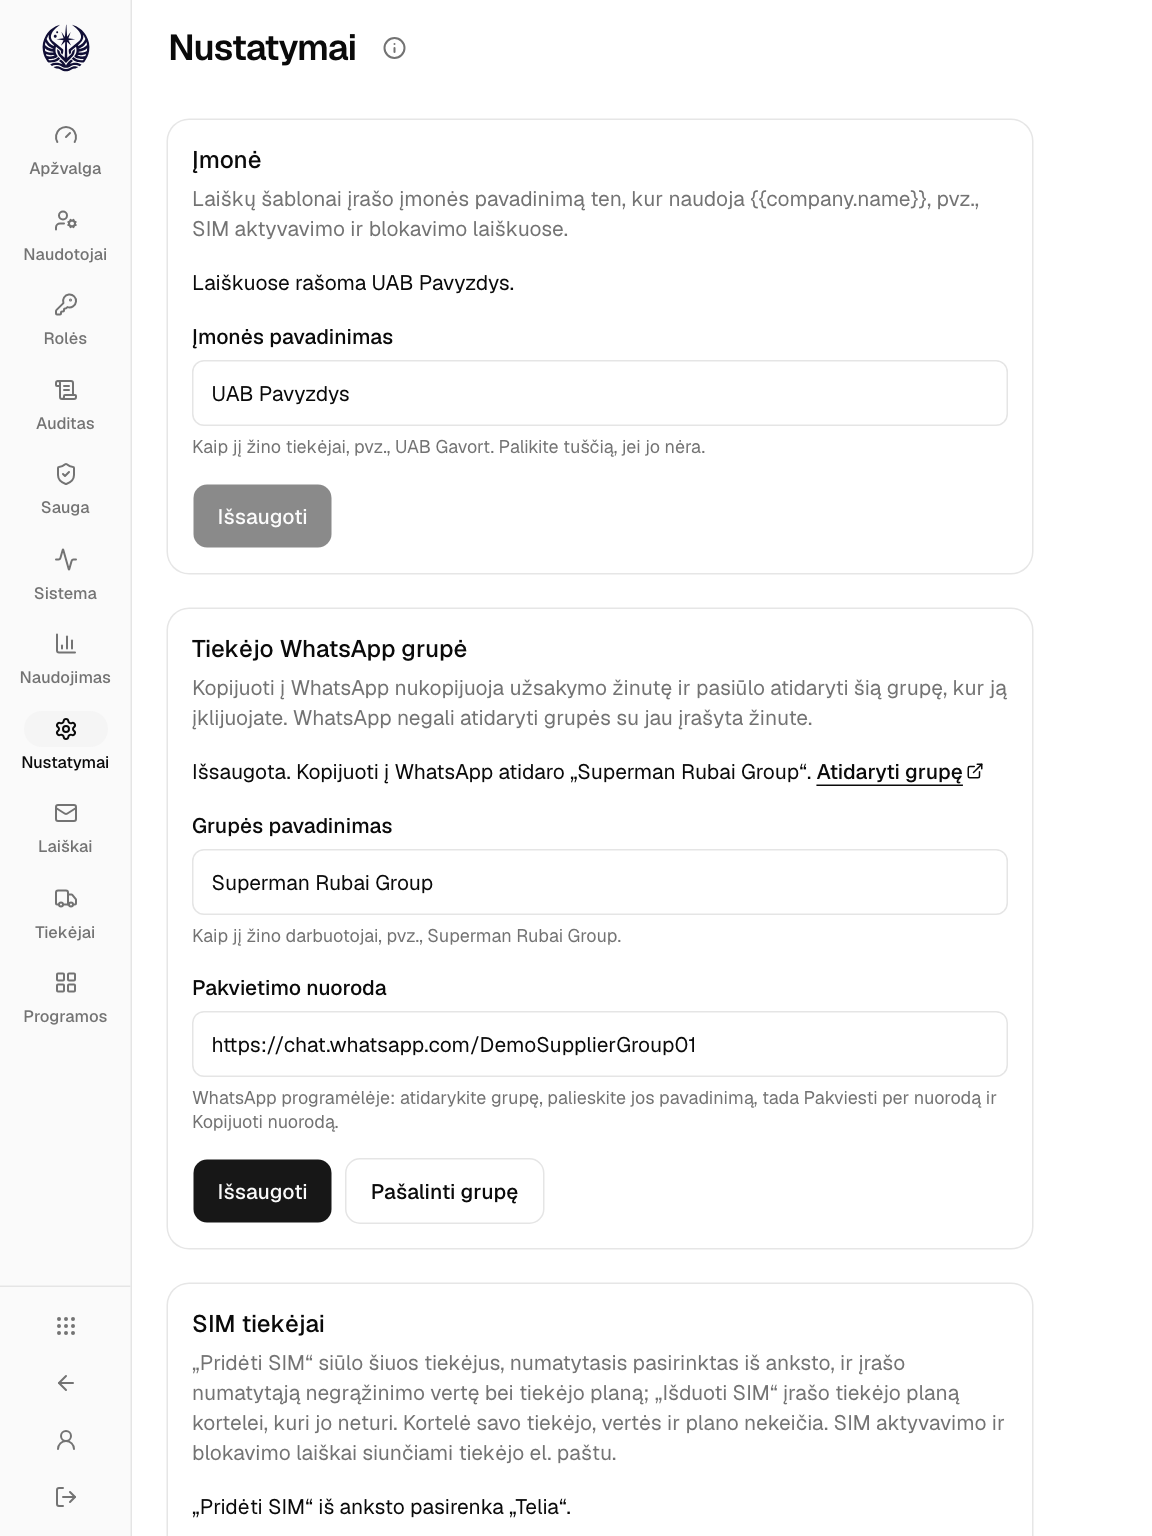 Nustatymai
Apžvalga
Naudotojai
Rolės
Auditas
Sauga
Sistema
Naudojimas
Nustatymai
Laiškai
Tiekėjai
Programos
Įmonė
Laiškų šablonai įrašo įmonės pavadinimą ten, kur naudoja {{company.name}}, pvz.,
SIM aktyvavimo ir blokavimo laiškuose.
Laiškuose rašoma UAB Pavyzdys.
Įmonės pavadinimas
UAB Pavyzdys
Kaip jį žino tiekėjai, pvz., UAB Gavort. Palikite tuščią, jei jo nėra.
Išsaugoti
Tiekėjo WhatsApp grupė
Kopijuoti į WhatsApp nukopijuoja užsakymo žinutę ir pasiūlo atidaryti šią grupę, kur ją
įklijuojate. WhatsApp negali atidaryti grupės su jau įrašyta žinute.
Išsaugota. Kopijuoti į WhatsApp atidaro „Superman Rubai Group“. Atidaryti grupę
Grupės pavadinimas
Superman Rubai Group
Kaip jį žino darbuotojai, pvz., Superman Rubai Group.
Pakvietimo nuoroda
https://chat.whatsapp.com/DemoSupplierGroup01
WhatsApp programėlėje: atidarykite grupę, palieskite jos pavadinimą, tada Pakviesti per nuorodą ir
Kopijuoti nuorodą.
Išsaugoti
Pašalinti grupę
SIM tiekėjai
„Pridėti SIM“ siūlo šiuos tiekėjus, numatytasis pasirinktas iš anksto, ir įrašo
numatytąją negrąžinimo vertę bei tiekėjo planą; „Išduoti SIM“ įrašo tiekėjo planą
kortelei, kuri jo neturi. Kortelė savo tiekėjo, vertės ir plano nekeičia. SIM aktyvavimo ir
blokavimo laiškai siunčiami tiekėjo el. paštu.
„Pridėti SIM“ iš anksto pasirenka „Telia“.